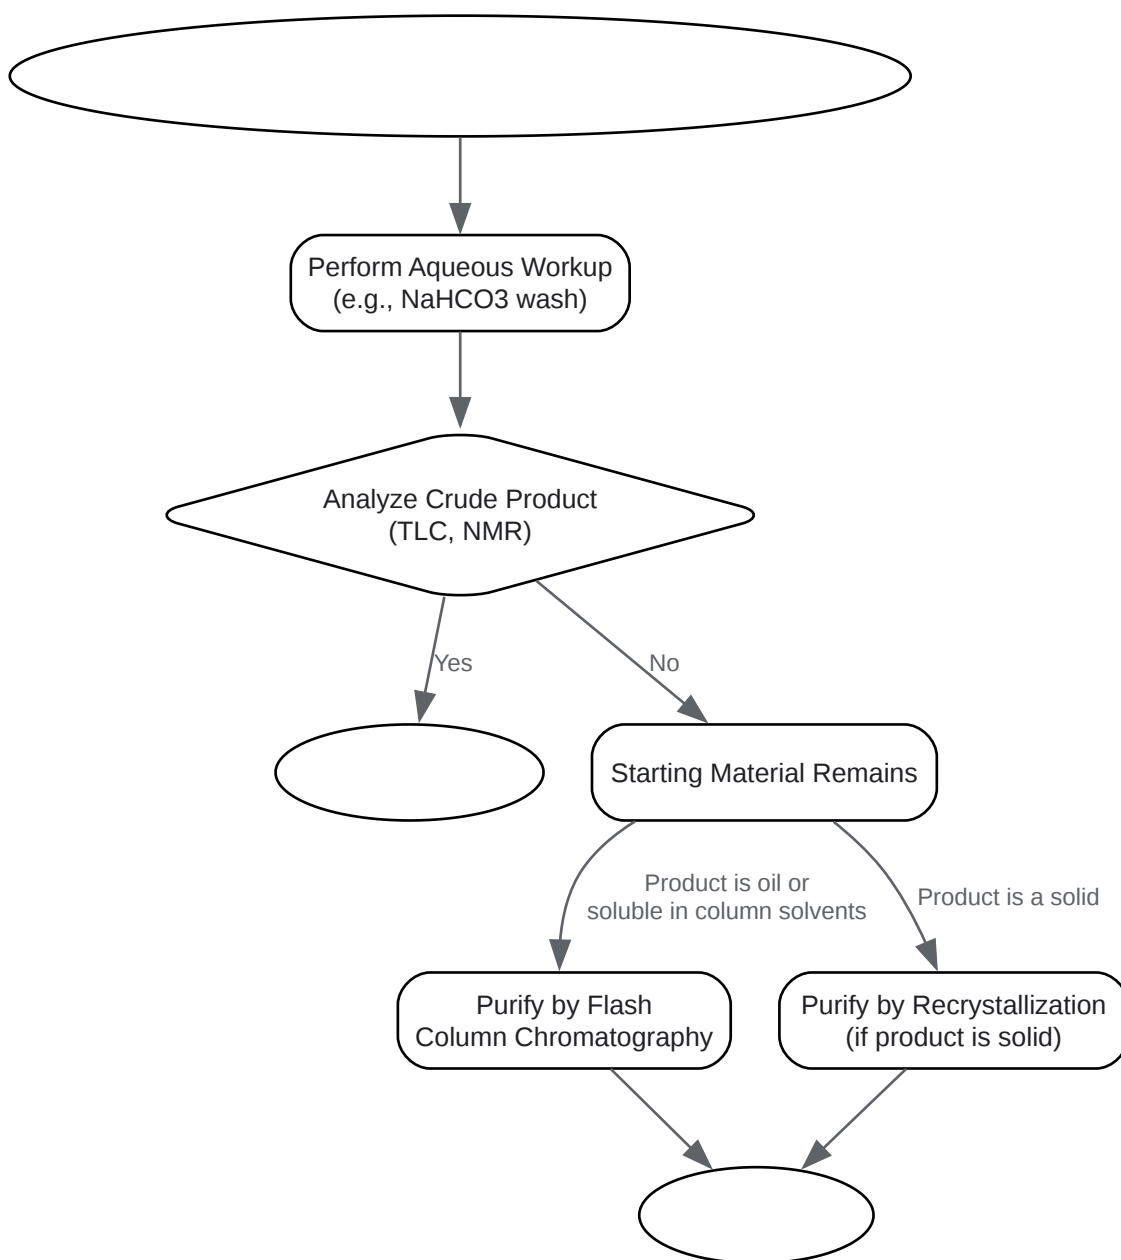 Perform Aqueous Workup
(e.g., NaHCO3 wash)
Analyze Crude Product
(TLC, NMR)
Yes
No
Starting Material Remains
Product is oil or
soluble in column solvents
Product is a solid
Purify by Flash
Column Chromatography
Purify by Recrystallization
(if product is solid)